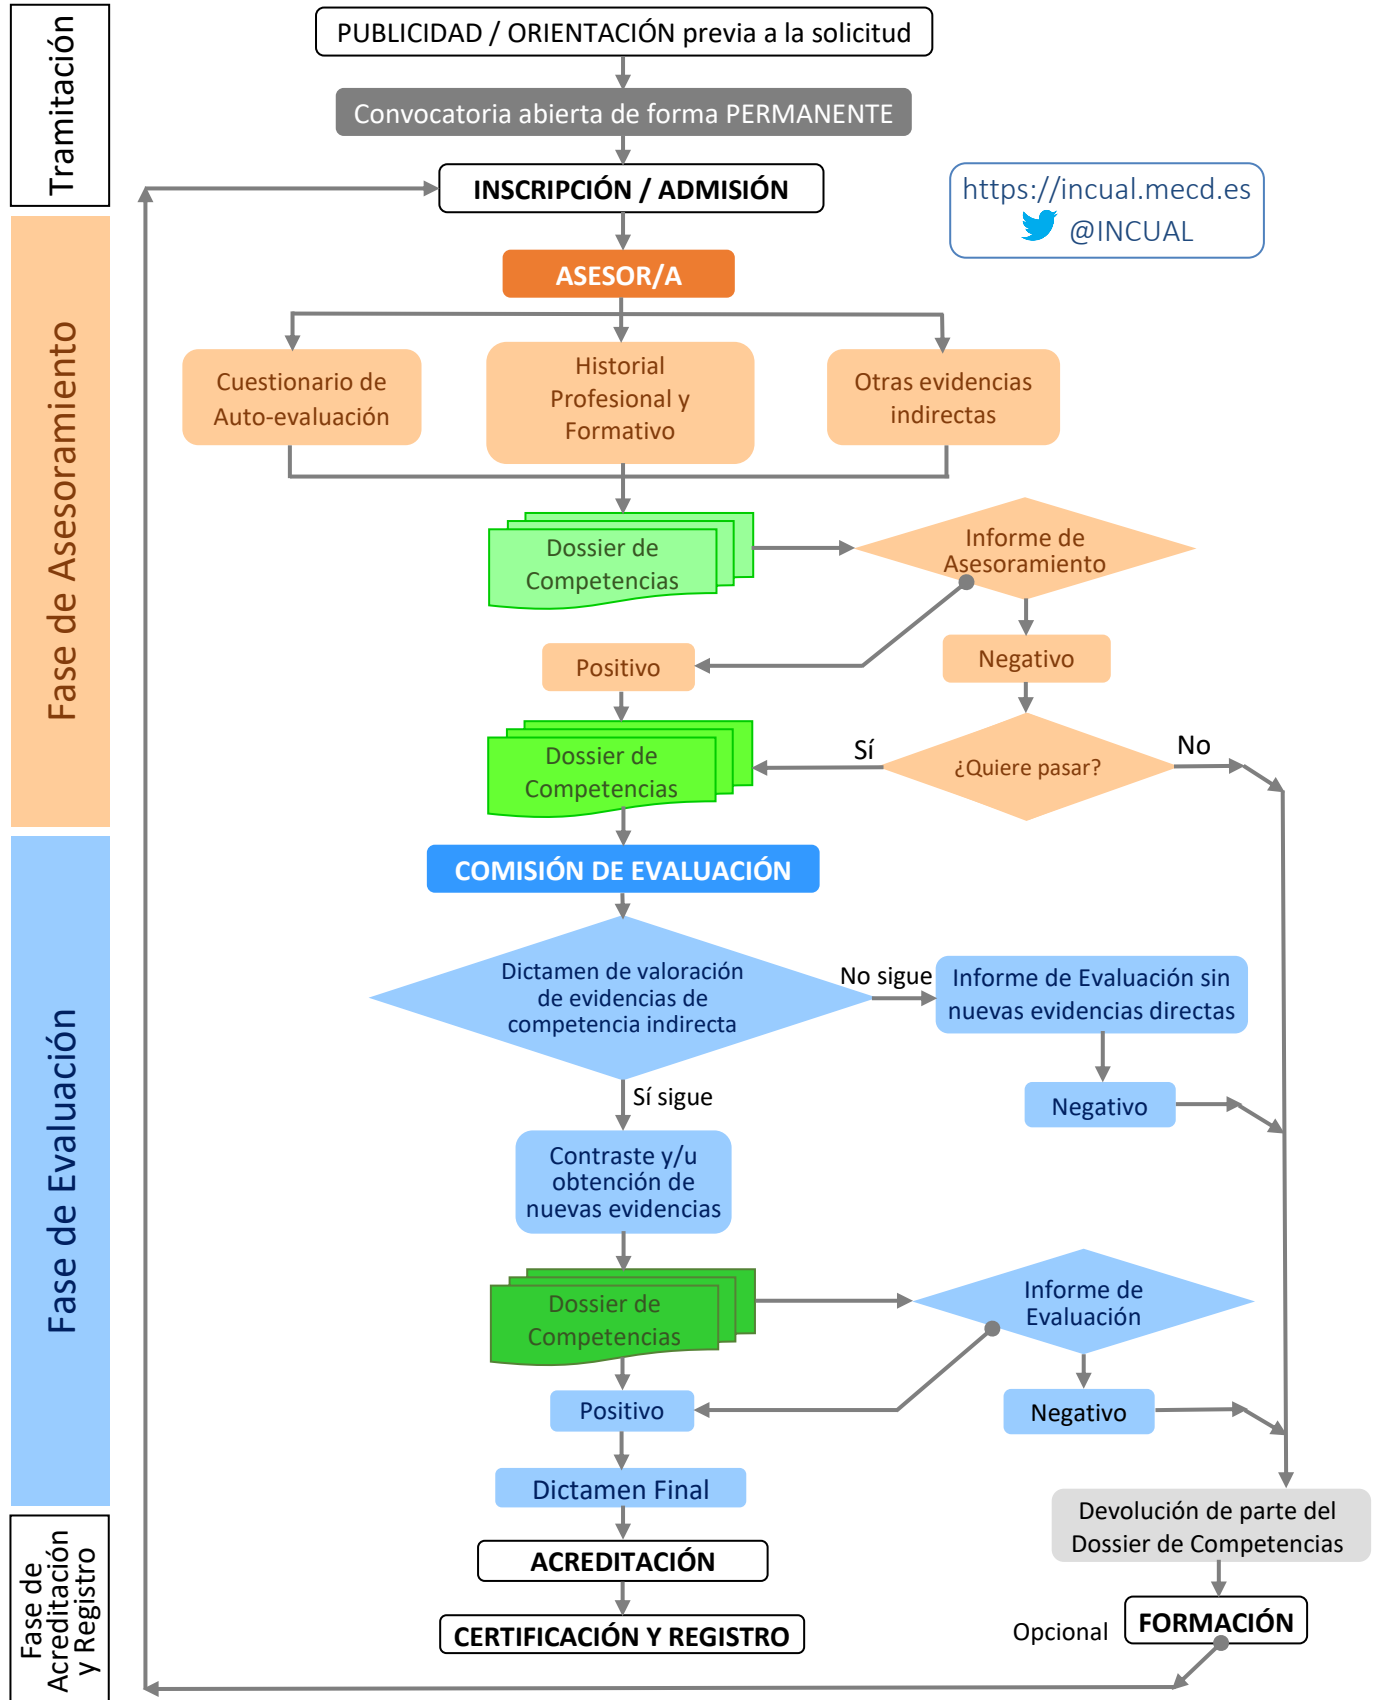 Tramitación
PUBLICIDAD / ORIENTACIÓN previa a la solicitud
Convocatoria abierta de forma PERMANENTE
INSCRIPCIÓN / ADMISIÓN
https://incual.mecd.es
@INCUAL
Fase de Asesoramiento
ASESOR/A
Cuestionario de
Auto-evaluación
Historial
Profesional y
Formativo
Otras evidencias
indirectas
Dossier de
Competencias
Informe de
Asesoramiento
Positivo
Negativo
Dossier de
Competencias
Sí
¿Quiere pasar?
No
Fase de Evaluación
COMISIÓN DE EVALUACIÓN
Dictamen de valoración
de evidencias de
competencia indirecta
No sigue
Informe de Evaluación sin
nuevas evidencias directas
Negativo
Sí sigue
Contraste y/u
obtención de
nuevas evidencias
Dossier de
Competencias
Informe de
Evaluación
Positivo
Negativo
Dictamen Final
Devolución de parte del
Dossier de Competencias
Fase de
Acreditación
y Registro
ACREDITACIÓN
CERTIFICACIÓN Y REGISTRO
Opcional
FORMACIÓN